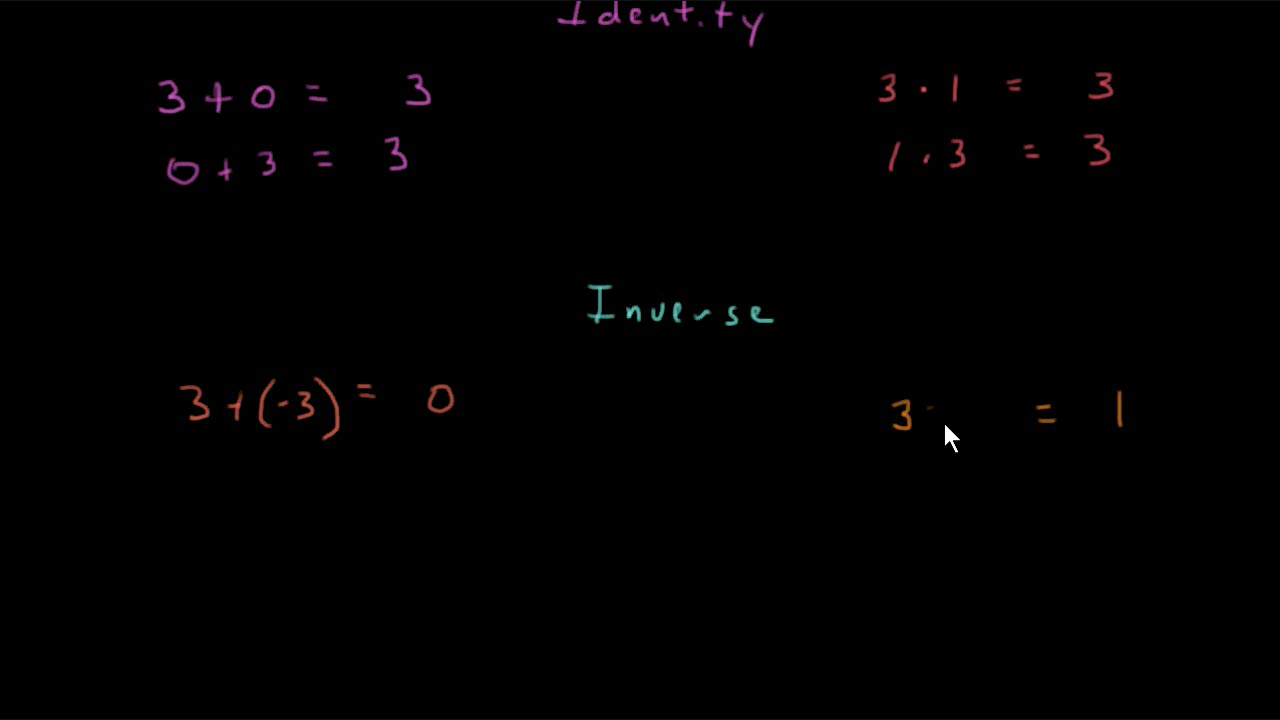 Identity
3 + 0 = 3
3 · 1 = 3
0 + 3 = 3
1 · 3 = 3
Inverse
3 + (-3) = 0
3 · = 1